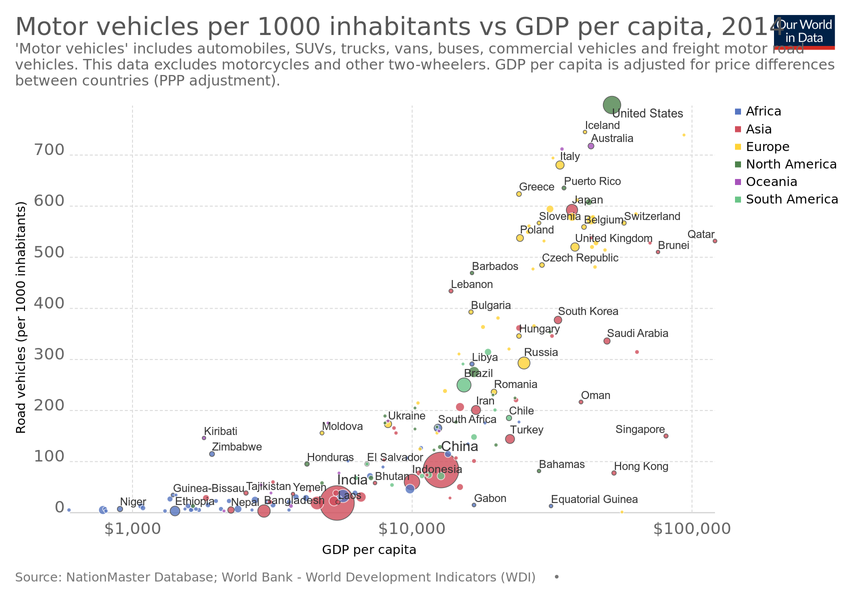 Motor vehicles per 1000 inhabitants vs GDP per capita, 2014
Our World
in Data
'Motor vehicles' includes automobiles, SUVs, trucks, vans, buses, commercial vehicles and freight motor road
vehicles. This data excludes motorcycles and other two-wheelers. GDP per capita is adjusted for price differences
between countries (PPP adjustment).
Africa
Asia
Europe
North America
Oceania
South America
Road vehicles (per 1000 inhabitants)
700
600
500
400
300
200
100
0
United States
Iceland
Australia
Italy
Puerto Rico
Greece
Japan
Slovenia
Belgium
Switzerland
Poland
United Kingdom
Qatar
Brunei
Czech Republic
Barbados
Lebanon
Bulgaria
South Korea
Hungary
Saudi Arabia
Russia
Libya
Brazil
Romania
Oman
Iran
Chile
Ukraine
South Africa
Moldova
Kiribati
Turkey
Singapore
Zimbabwe
China
Honduras
El Salvador
Indonesia
Bahamas
Hong Kong
India
Bhutan
Guinea-Bissau
Tajikistan
Yemen
Laos
Niger
Ethiopia
Nepal
Bangladesh
Gabon
Equatorial Guinea
$1,000
$10,000
$100,000
GDP per capita
Source: NationMaster Database; World Bank - World Development Indicators (WDI) •